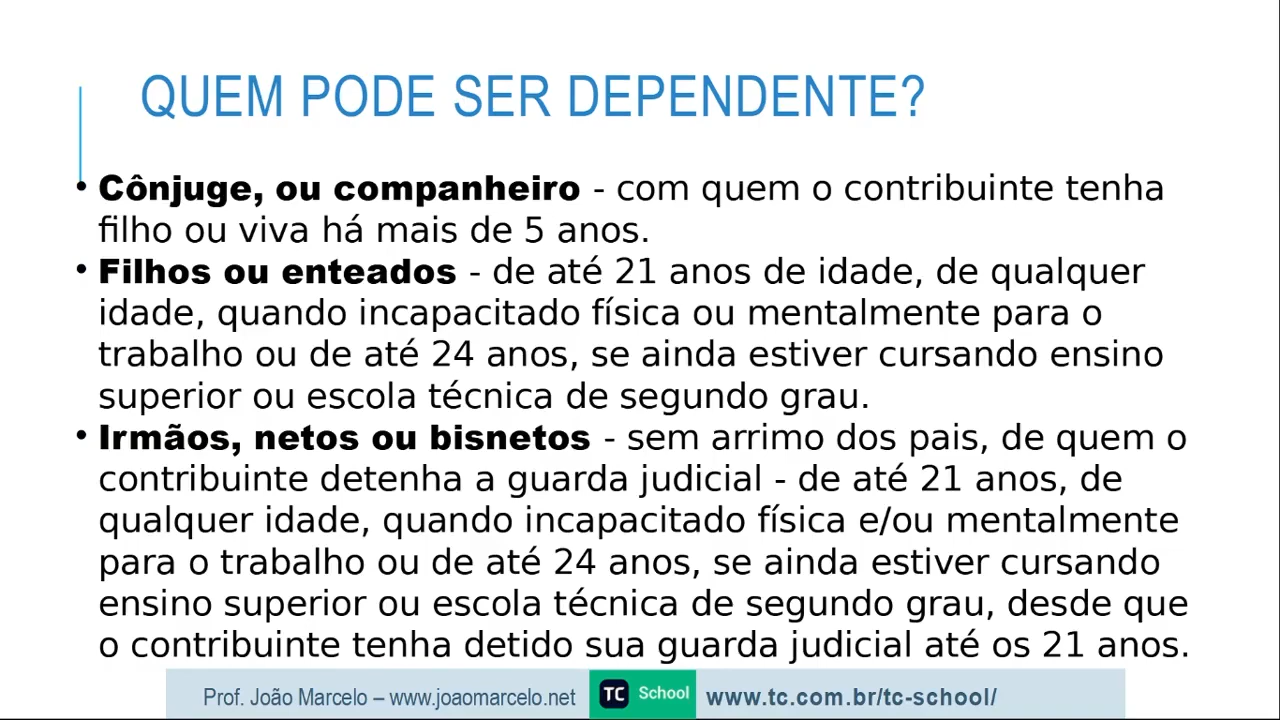 QUEM PODE SER DEPENDENTE?
• Cônjuge, ou companheiro - com quem o contribuinte tenha
filho ou viva há mais de 5 anos.
• Filhos ou enteados - de até 21 anos de idade, de qualquer
idade, quando incapacitado física ou mentalmente para o
trabalho ou de até 24 anos, se ainda estiver cursando ensino
superior ou escola técnica de segundo grau.
• Irmãos, netos ou bisnetos - sem arrimo dos pais, de quem o
contribuinte detenha a guarda judicial - de até 21 anos, de
qualquer idade, quando incapacitado física e/ou mentalmente
para o trabalho ou de até 24 anos, se ainda estiver cursando
ensino superior ou escola técnica de segundo grau, desde que
o contribuinte tenha detido sua guarda judicial até os 21 anos.
Prof. João Marcelo – www.joaomarcelo.net TC School www.tc.com.br/tc-school/